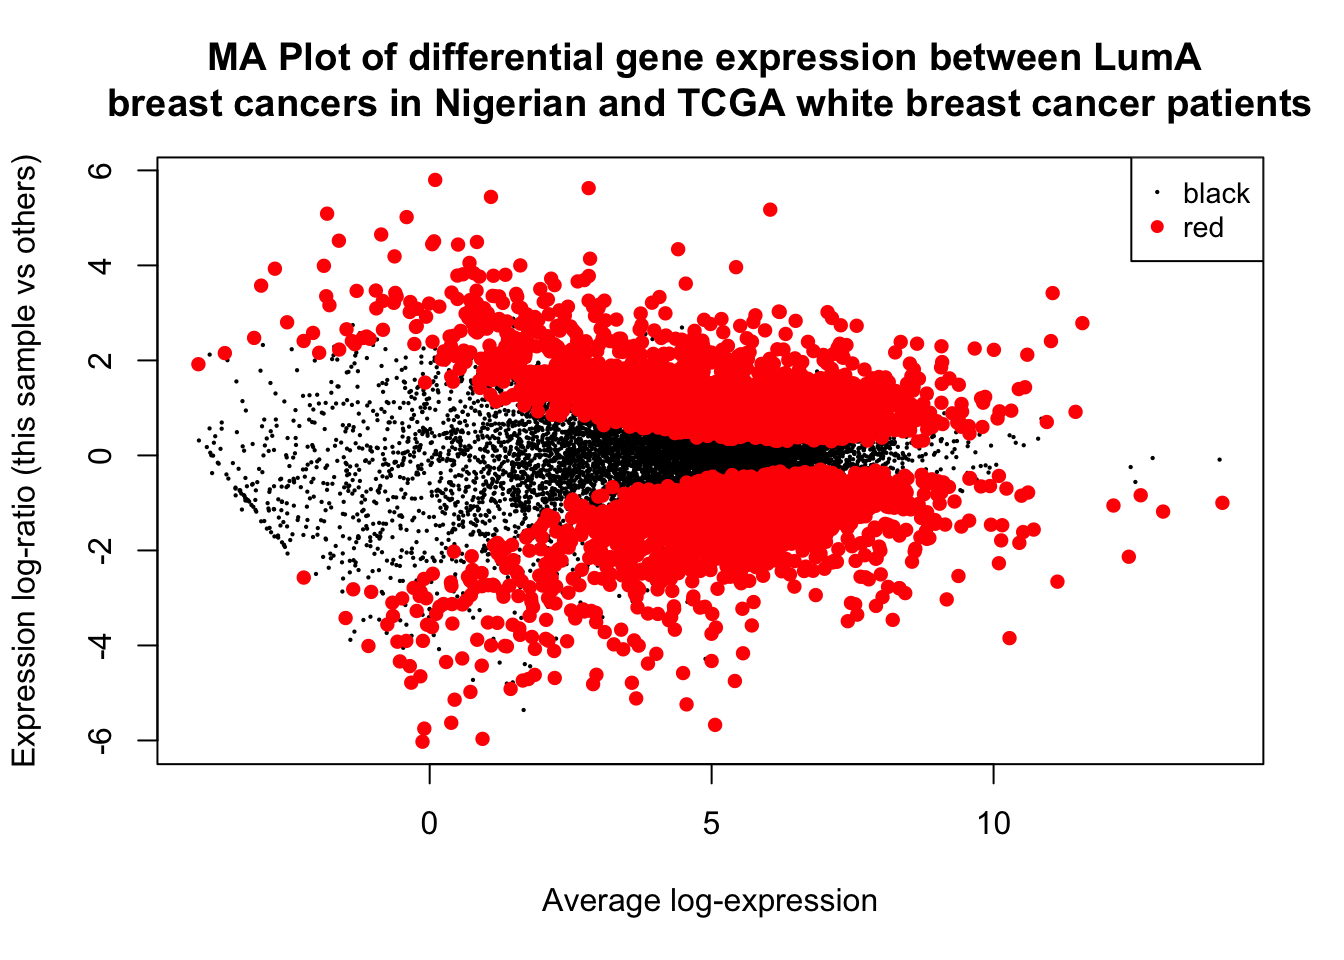 MA Plot of differential gene expression between LumA
breast cancers in Nigerian and TCGA white breast cancer patients
Expression log-ratio (this sample vs others)
6
4
2
0
-2
-4
-6
black
red
0
5
10
Average log-expression